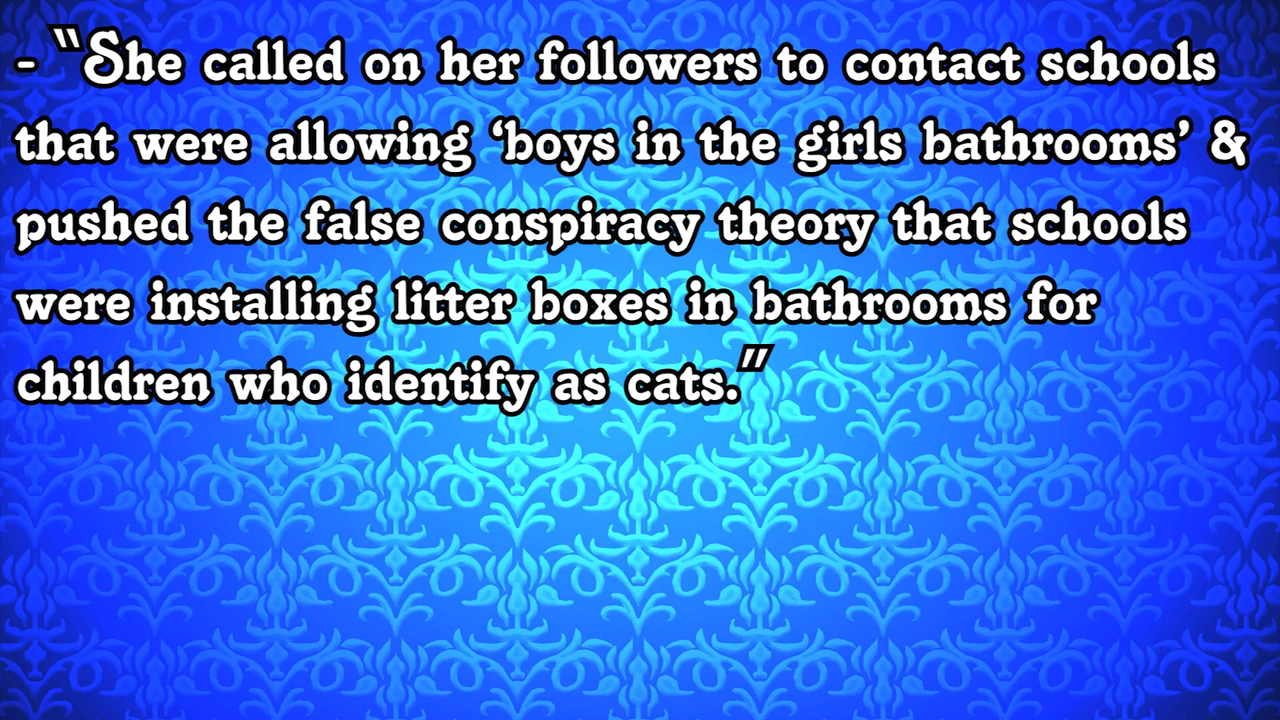 - “She called on her followers to contact schools
that were allowing ‘boys in the girls bathrooms’ &
pushed the false conspiracy theory that schools
were installing litter boxes in bathrooms for
children who identify as cats.”